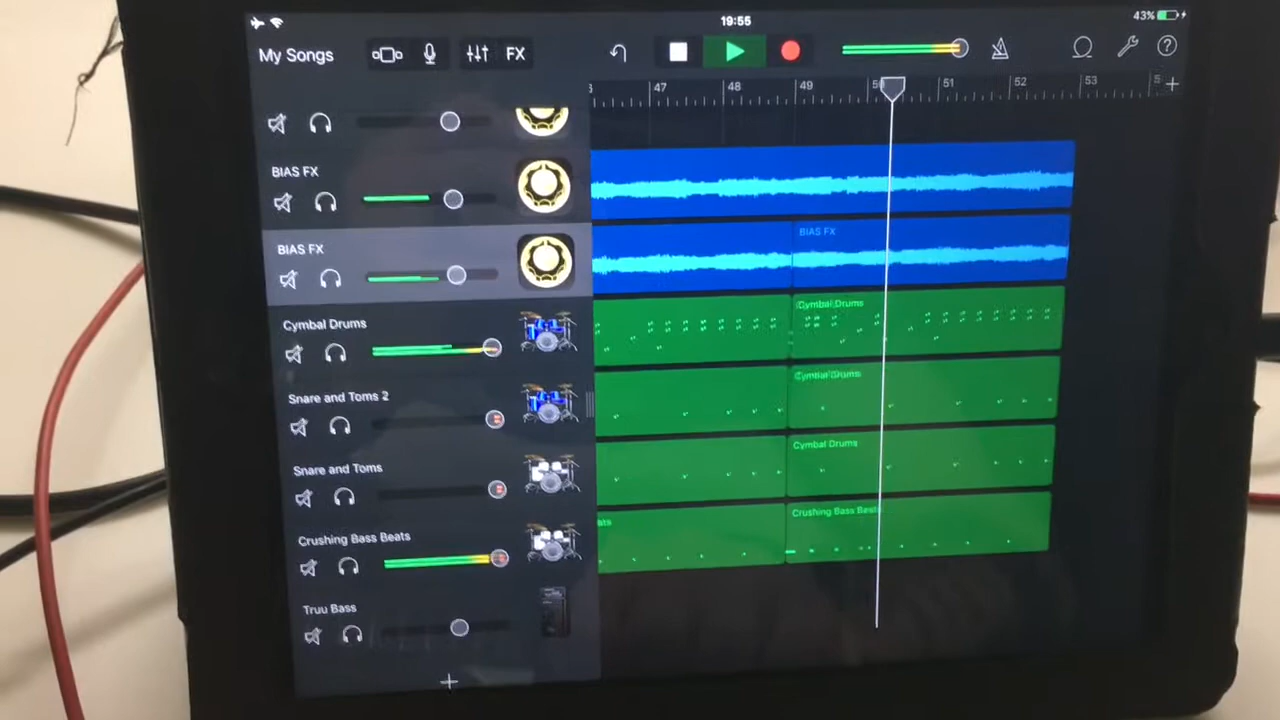 19:55
43%
My Songs
FX
47
48
49
50
51
52
53
BIAS FX
BIAS FX
BIAS FX
Cymbal Drums
Cymbal Drums
Snare and Toms 2
Cymbal Drums
Snare and Toms
Cymbal Drums
Crushing Bass Beats
Crushing Bass Beats
Truu Bass